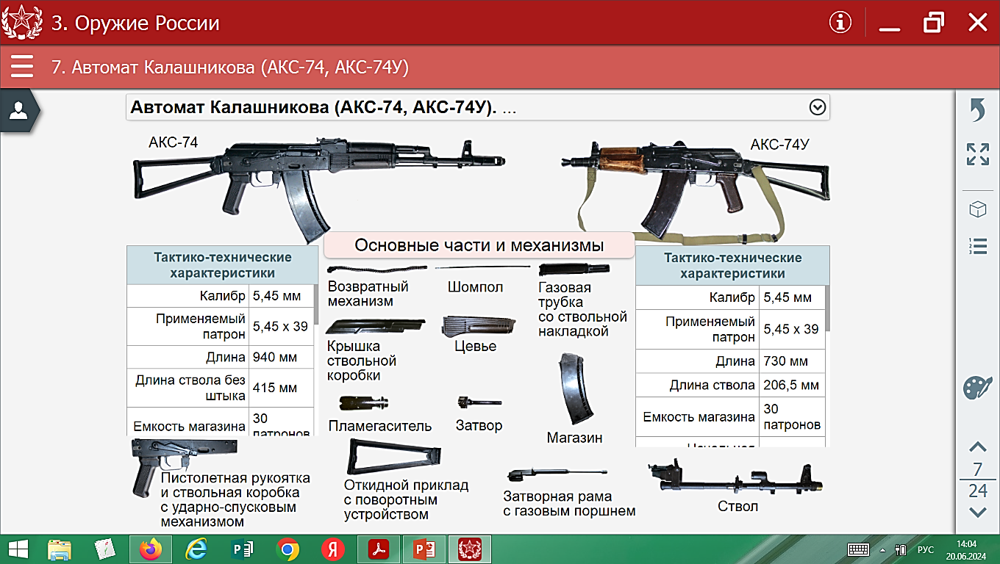 3. Оружие России
7. Автомат Калашникова (АКС-74, АКС-74У)
Автомат Калашникова (АКС-74, АКС-74У). ...
АКС-74
АКС-74У
Основные части и механизмы
Тактико-технические
характеристики
Калибр 5,45 мм
Применяемый
патрон 5,45 x 39
Длина 940 мм
Длина ствола без
штыка 415 мм
Емкость магазина 30
патронов
Возвратный
механизм
Шомпол
Газовая
трубка
со ствольной
накладкой
Крышка
ствольной
коробки
Цевье
Пламегаситель
Затвор
Магазин
Тактико-технические
характеристики
Калибр 5,45 мм
Применяемый
патрон 5,45 x 39
Длина 730 мм
Длина ствола 206,5 мм
Емкость магазина 30
патронов
Начальная
Пистолетная рукоятка
и ствольная коробка
с ударно-спусковым
механизмом
Откидной приклад
с поворотным
устройством
Затворная рама
с газовым поршнем
Ствол
7
24
РУС
14:04
20.06.2024